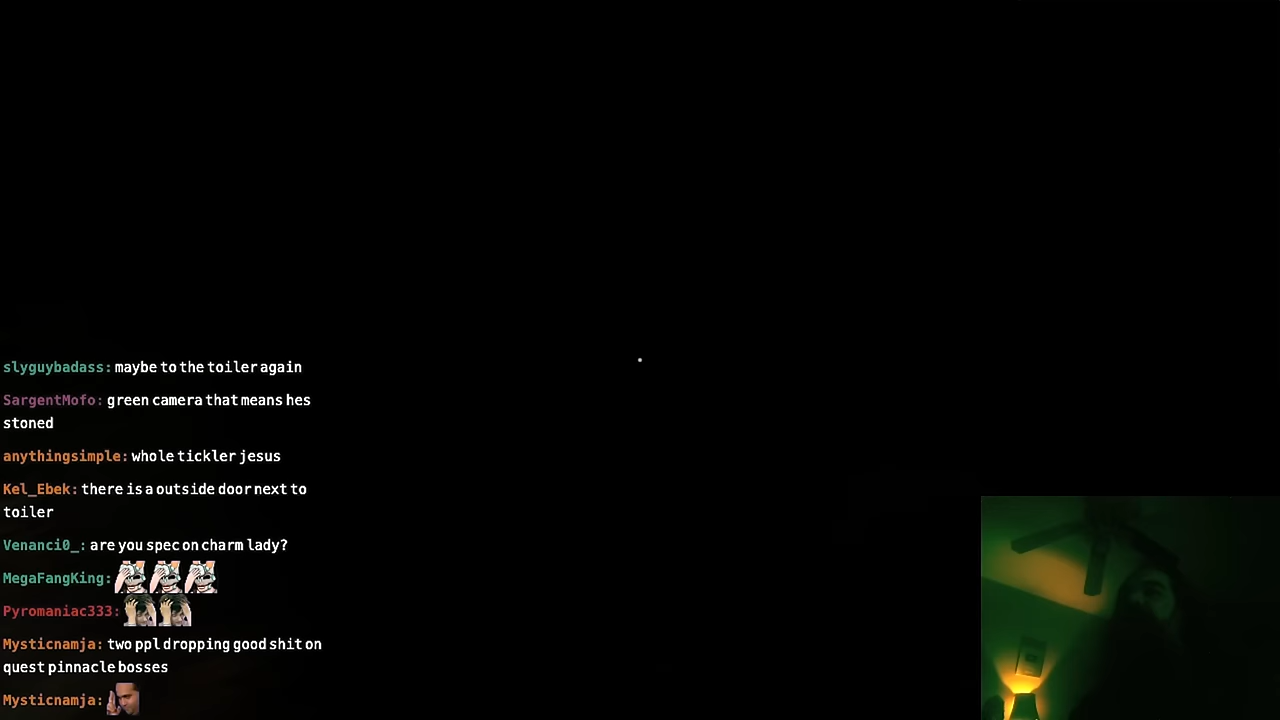 slyguybadass: maybe to the toiler again
SargentMofo: green camera that means hes
stoned
anythingsimple: whole tickler jesus
Kel_Ebek: there is a outside door next to
toiler
Venanci0_: are you spec on charm lady?
MegaFangKing:
Pyromaniac333:
Mysticnamja: two ppl dropping good shit on
quest pinnacle bosses
Mysticnamja: